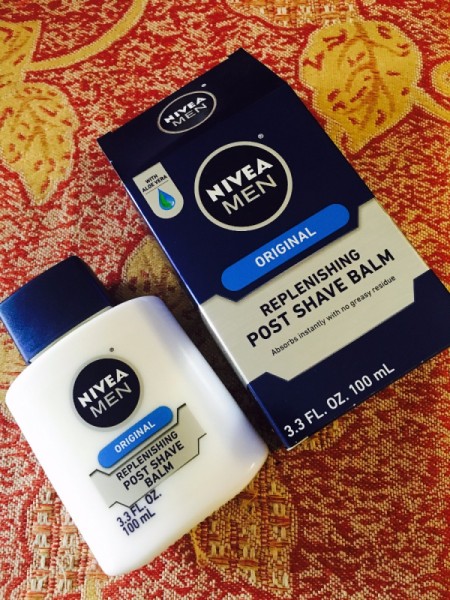 NIVEA
MEN
WITH
ALOE VERA
NIVEA
MEN
ORIGINAL
REPLENISHING
POST SHAVE BALM
Absorbs instantly with no greasy residue
3.3 FL. OZ. 100 mL
NIVEA
MEN
ORIGINAL
REPLENISHING
POST SHAVE
BALM
3.3 FL. OZ.
100 mL